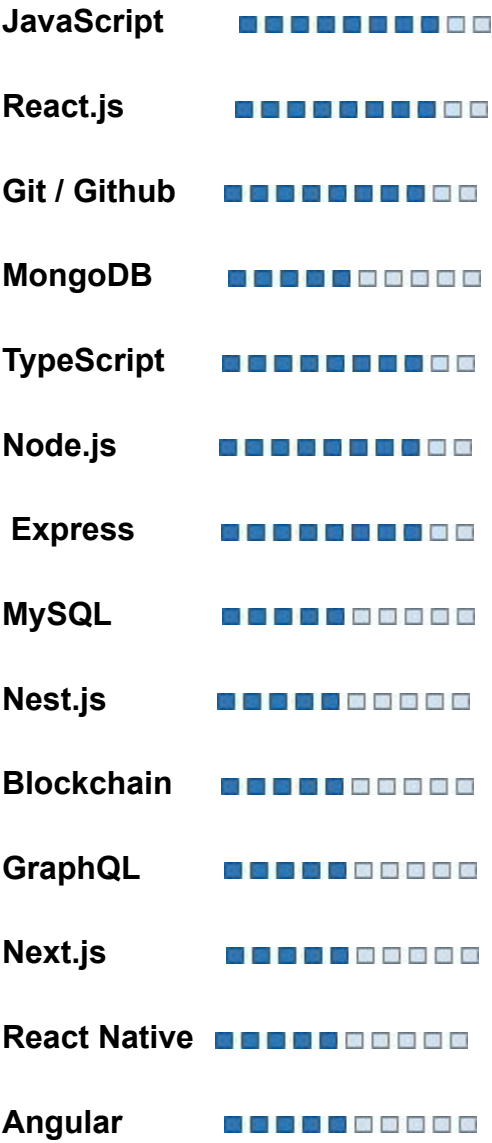 JavaScript
React.js
Git / Github
MongoDB
TypeScript
Node.js
Express
MySQL
Nest.js
Blockchain
GraphQL
Next.js
React Native
Angular